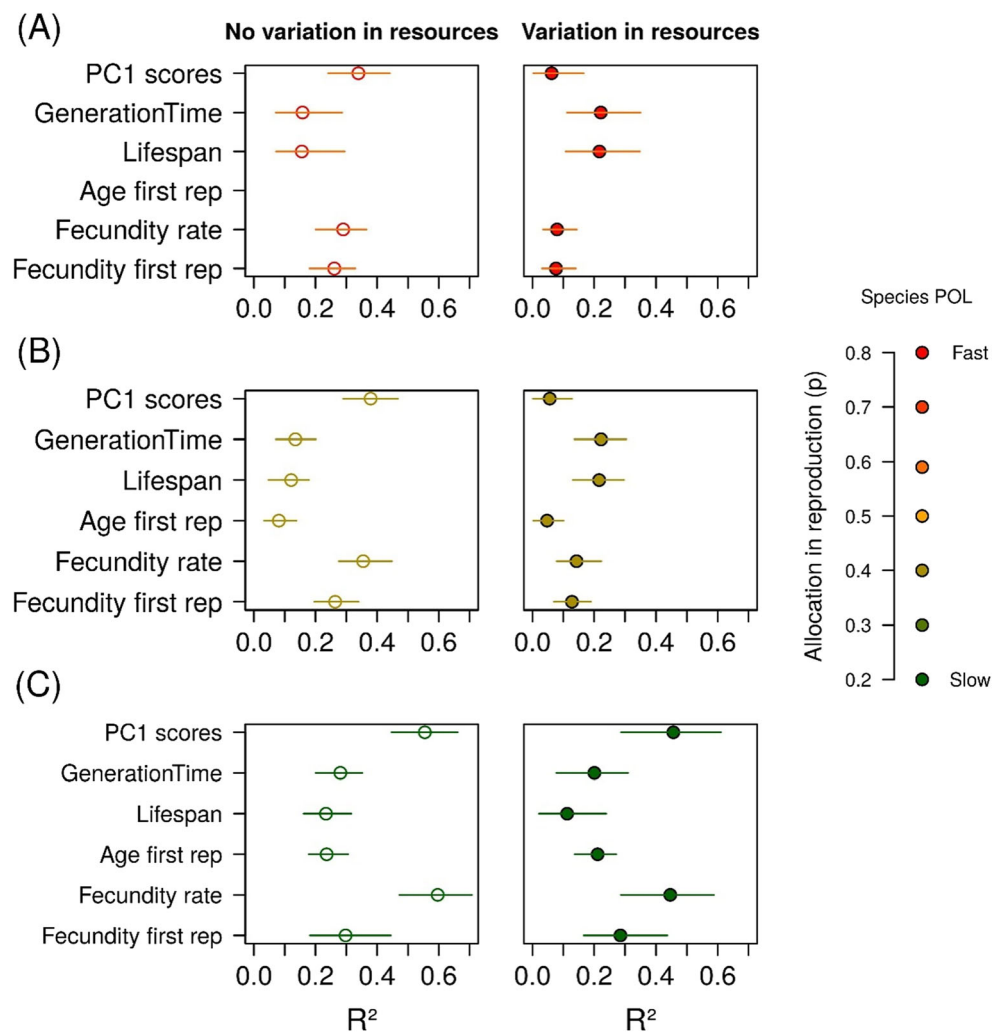 (A)
No variation in resources Variation in resources
PC1 scores
GenerationTime
Lifespan
Age first rep
Fecundity rate
Fecundity first rep
0.0 0.2 0.4 0.6 0.0 0.2 0.4 0.6
(B)
PC1 scores
GenerationTime
Lifespan
Age first rep
Fecundity rate
Fecundity first rep
0.0 0.2 0.4 0.6 0.0 0.2 0.4 0.6
(C)
PC1 scores
GenerationTime
Lifespan
Age first rep
Fecundity rate
Fecundity first rep
0.0 0.2 0.4 0.6 0.0 0.2 0.4 0.6
R² R²
Species POL
Allocation in reproduction (p)
0.8 Fast
0.7
0.6
0.5
0.4
0.3
0.2 Slow